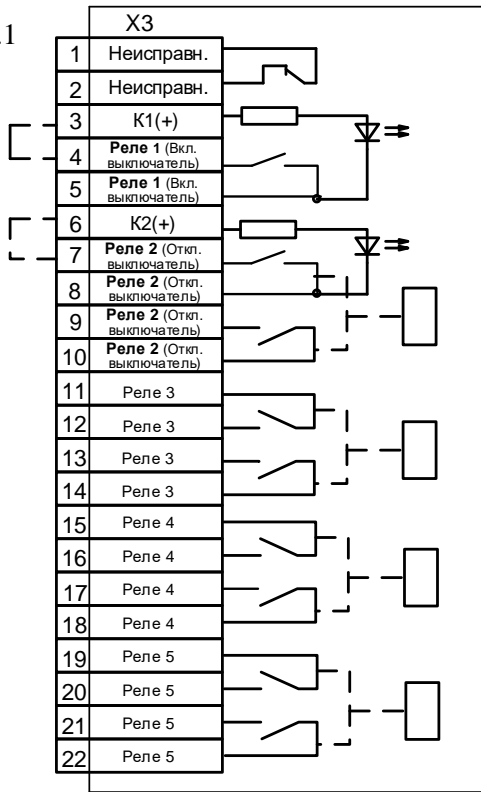 .1
X3
1 Неисправн.
2 Неисправн.
3 К1(+)
4 Реле 1 (Вкл.
выключатель)
5 Реле 1 (Вкл.
выключатель)
6 К2(+)
7 Реле 2 (Откл.
выключатель)
8 Реле 2 (Откл.
выключатель)
9 Реле 2 (Откл.
выключатель)
10 Реле 2 (Откл.
выключатель)
11 Реле 3
12 Реле 3
13 Реле 3
14 Реле 3
15 Реле 4
16 Реле 4
17 Реле 4
18 Реле 4
19 Реле 5
20 Реле 5
21 Реле 5
22 Реле 5